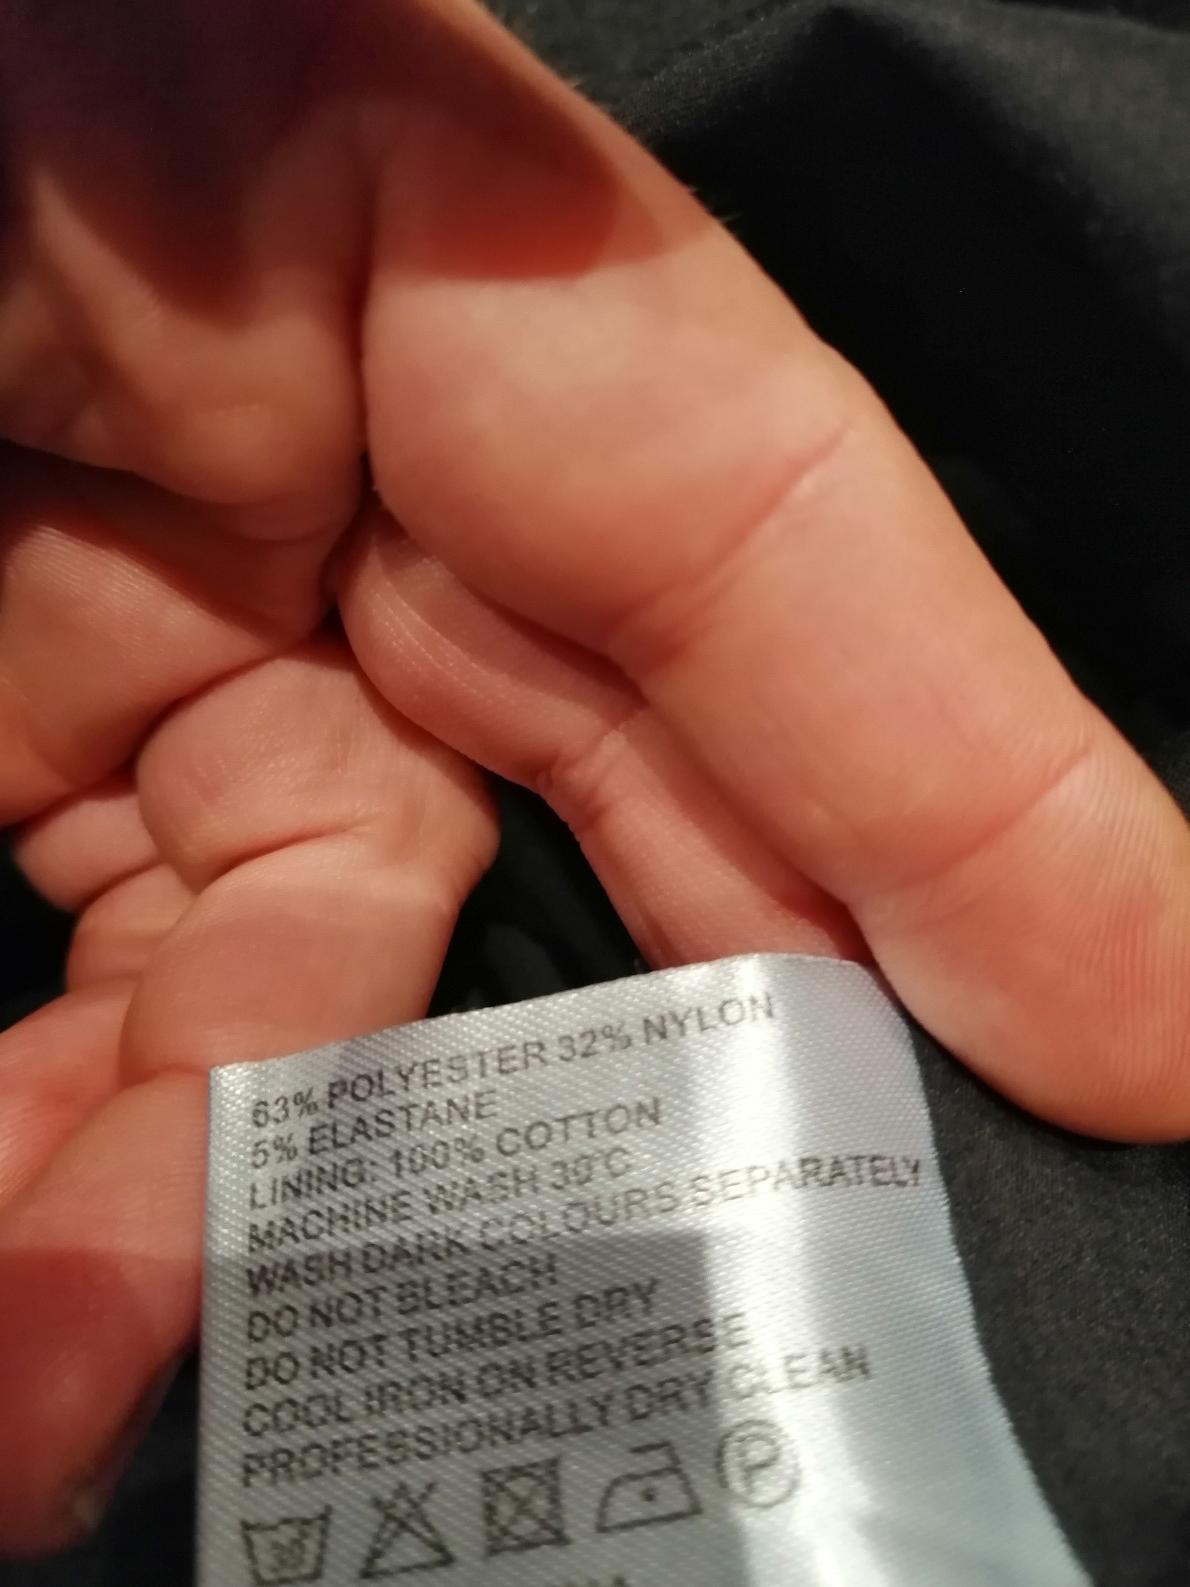 63% POLYESTER 32% NYLON
5% ELASTANE
LINING: 100% COTTON
MACHINE WASH 30°C
WASH DARK COLOURS SEPARATELY
DO NOT BLEACH
DO NOT TUMBLE DRY
COOL IRON ON REVERSE
PROFESSIONALLY DRY CLEAN
30 P